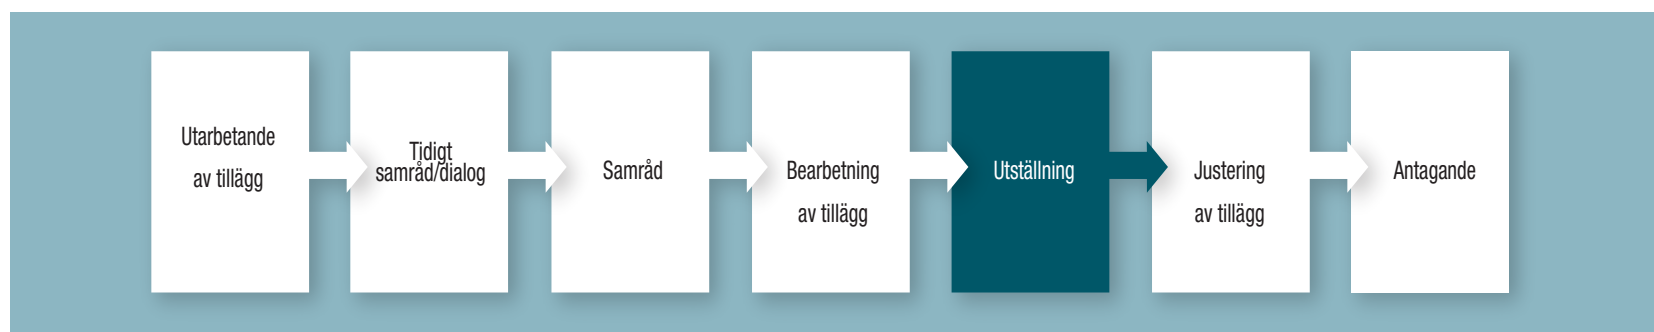 Utarbetande
av tillägg
Tidigt
samråd/dialog
Samråd
Bearbetning
av tillägg
Utställning
Justering
av tillägg
Antagande